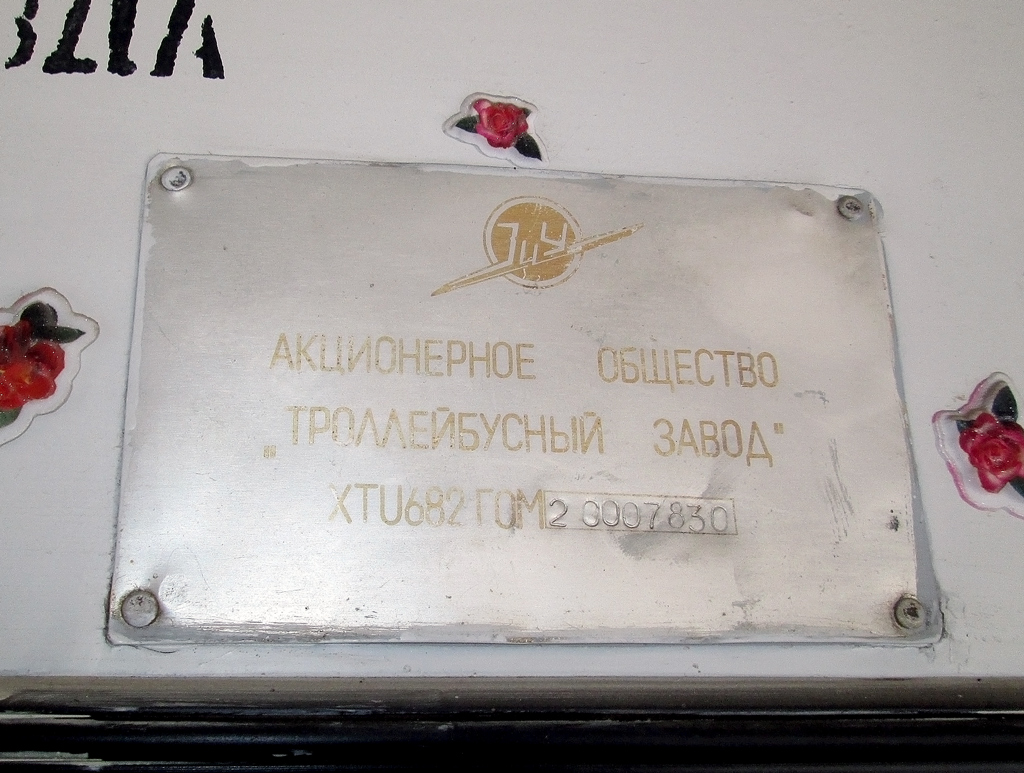 ЗиУ
АКЦИОНЕРНОЕ ОБЩЕСТВО
„ТРОЛЛЕЙБУСНЫЙ ЗАВОД"
XTU682ГОМ2 0007830